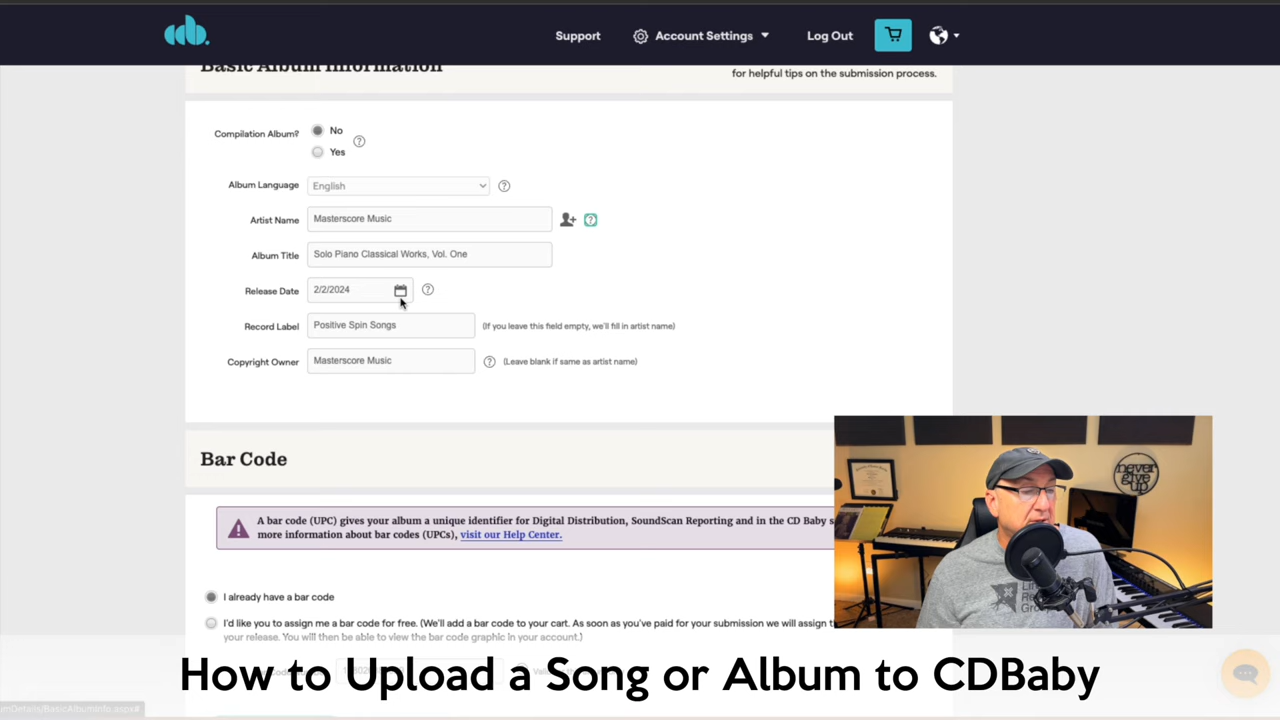 cdb.
Support
Account Settings
Log Out
Basic Album Information
for helpful tips on the submission process.
Compilation Album?
No
Yes
Album Language
English
Artist Name
Masterscore Music
Album Title
Solo Piano Classical Works, Vol. One
Release Date
2/2/2024
Record Label
Positive Spin Songs
(If you leave this field empty, we'll fill in artist name)
Copyright Owner
Masterscore Music
(Leave blank if same as artist name)
Bar Code
A bar code (UPC) gives your album a unique identifier for Digital Distribution, SoundScan Reporting and in the CD Baby
more information about bar codes (UPCs), visit our Help Center.
never
give
up
I already have a bar code
I'd like you to assign me a bar code for free. (We'll add a bar code to your cart. As soon as you've paid for your submission we will assign
your release. You will then be able to view the bar code graphic in your account.)
How to Upload a Song or Album to CDBaby